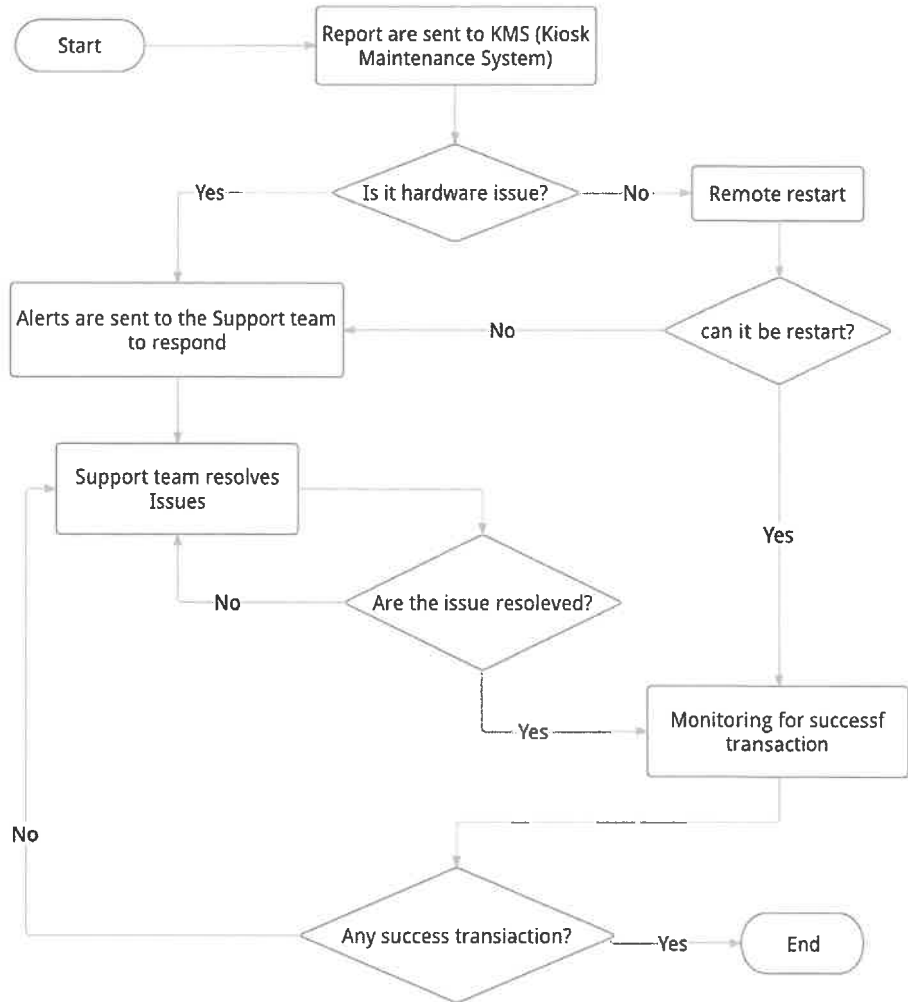 Start
Report are sent to KMS (Kiosk
Maintenance System)
Yes
Is it hardware issue?
No
Remote restart
Alerts are sent to the Support team
to respond
No
can it be restart?
Support team resolves
Issues
Yes
No
Are the issue resoleved?
Yes
Monitoring for successf
transaction
No
Any success transiaction?
Yes
End